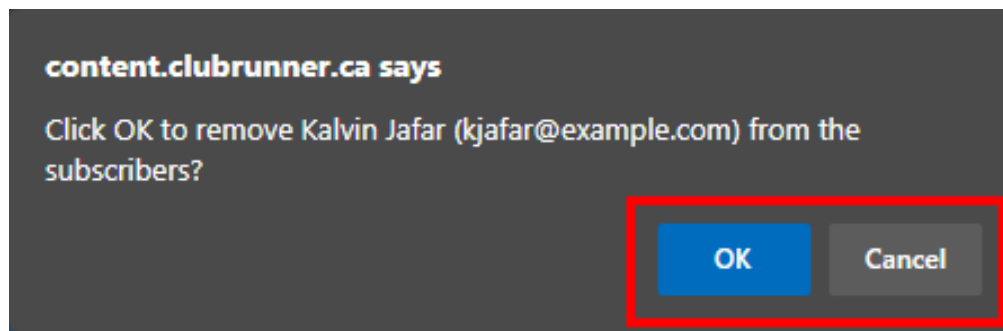 content.clubrunner.ca says
Click OK to remove Kalvin Jafar (kjafar@example.com) from the
subscribers?
OK Cancel